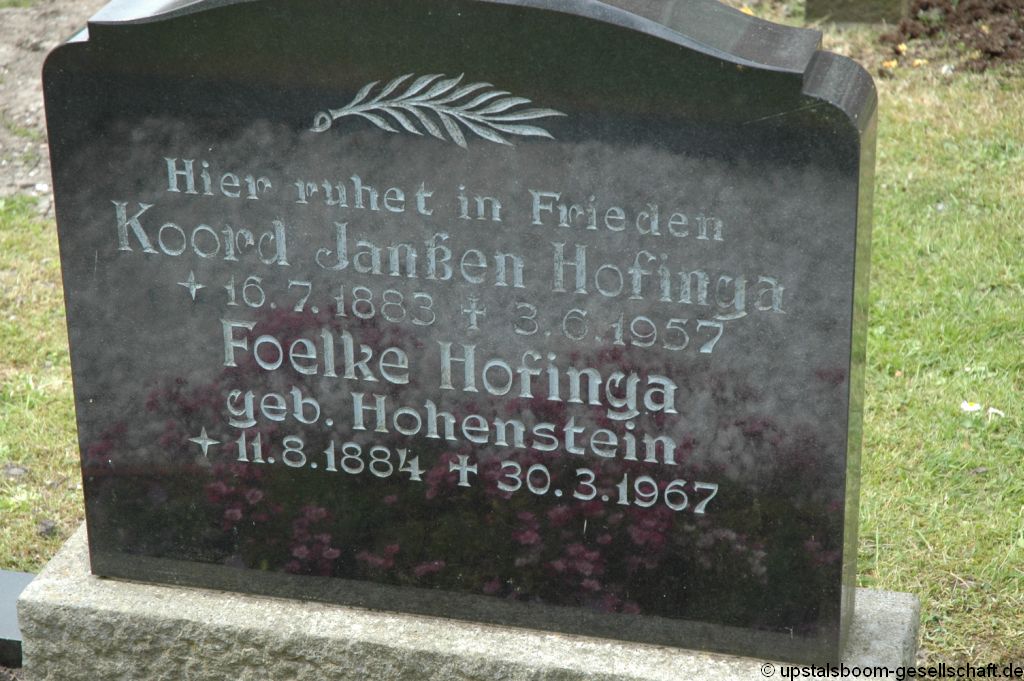 Hier ruhet in Frieden
Koord Janßen Hofinga
✦ 16.7.1883 ✝ 3.6.1957
Foelke Hofinga
geb. Hohenstein
✦ 11.8.1884 ✝ 30.3.1967
© upstalsboom-gesellschaft.de